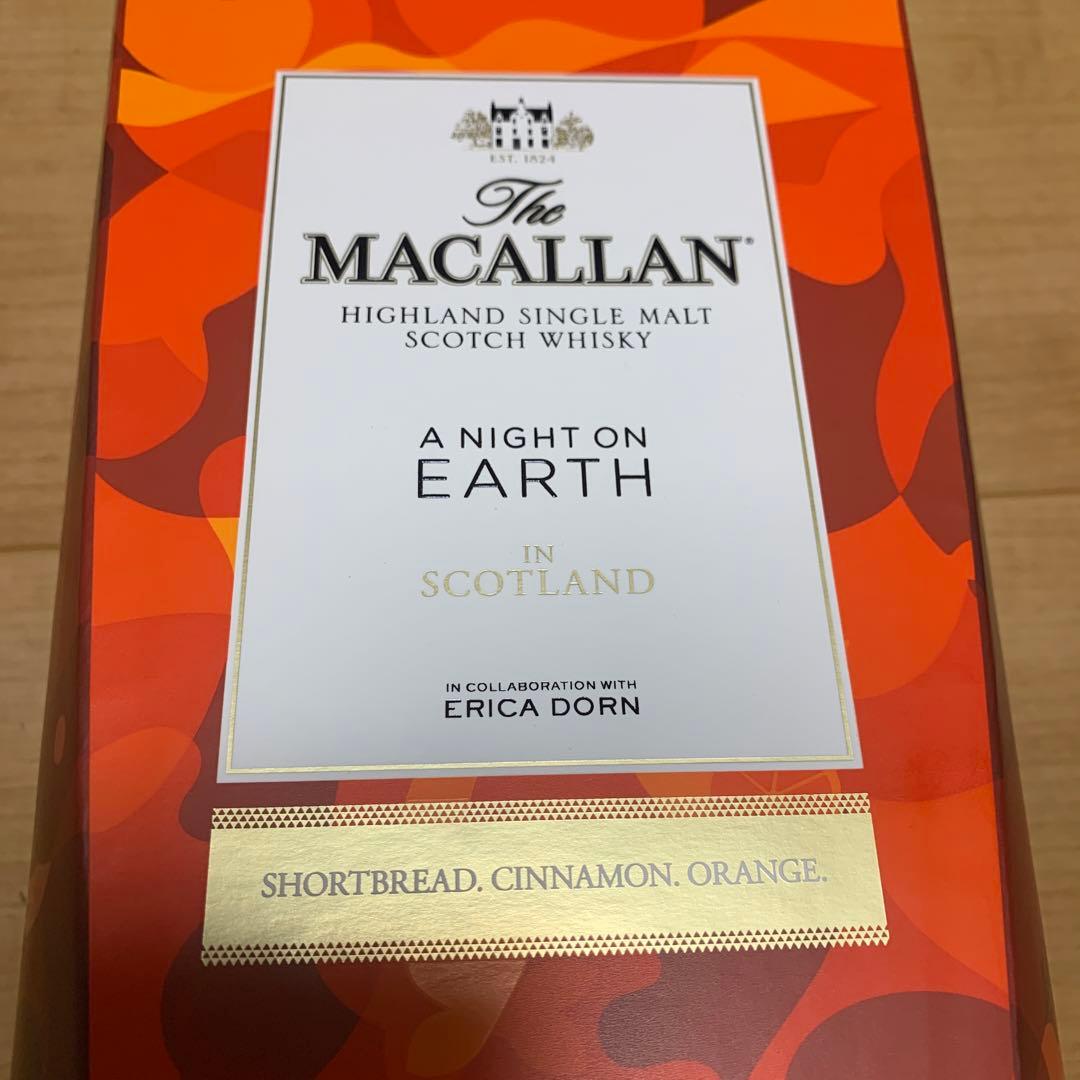 EST. 1824
The
MACALLAN®
HIGHLAND SINGLE MALT
SCOTCH WHISKY
A NIGHT ON
EARTH
IN
SCOTLAND
IN COLLABORATION WITH
ERICA DORN
SHORTBREAD. CINNAMON. ORANGE.